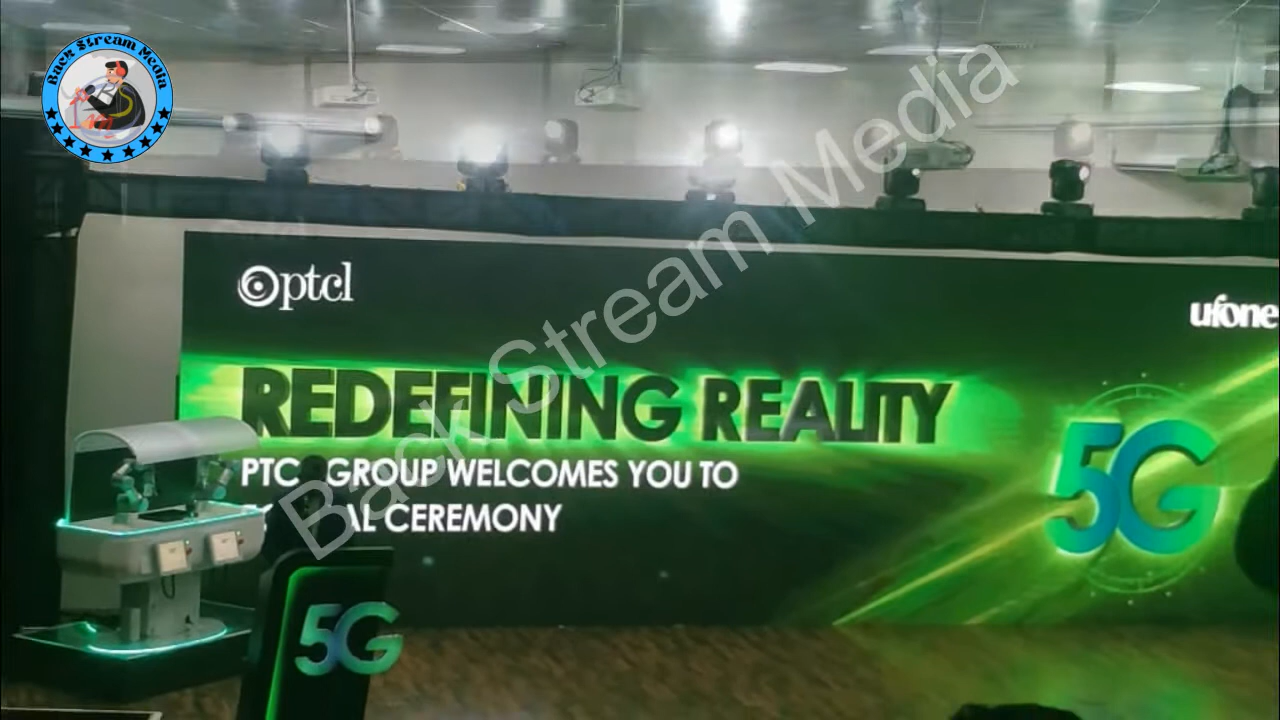 Back Stream Media
ptcl
ufone
REDEFINING REALITY
GROUP WELCOMES YOU TO
CEREMONY
5G
5G
Back Stream Media